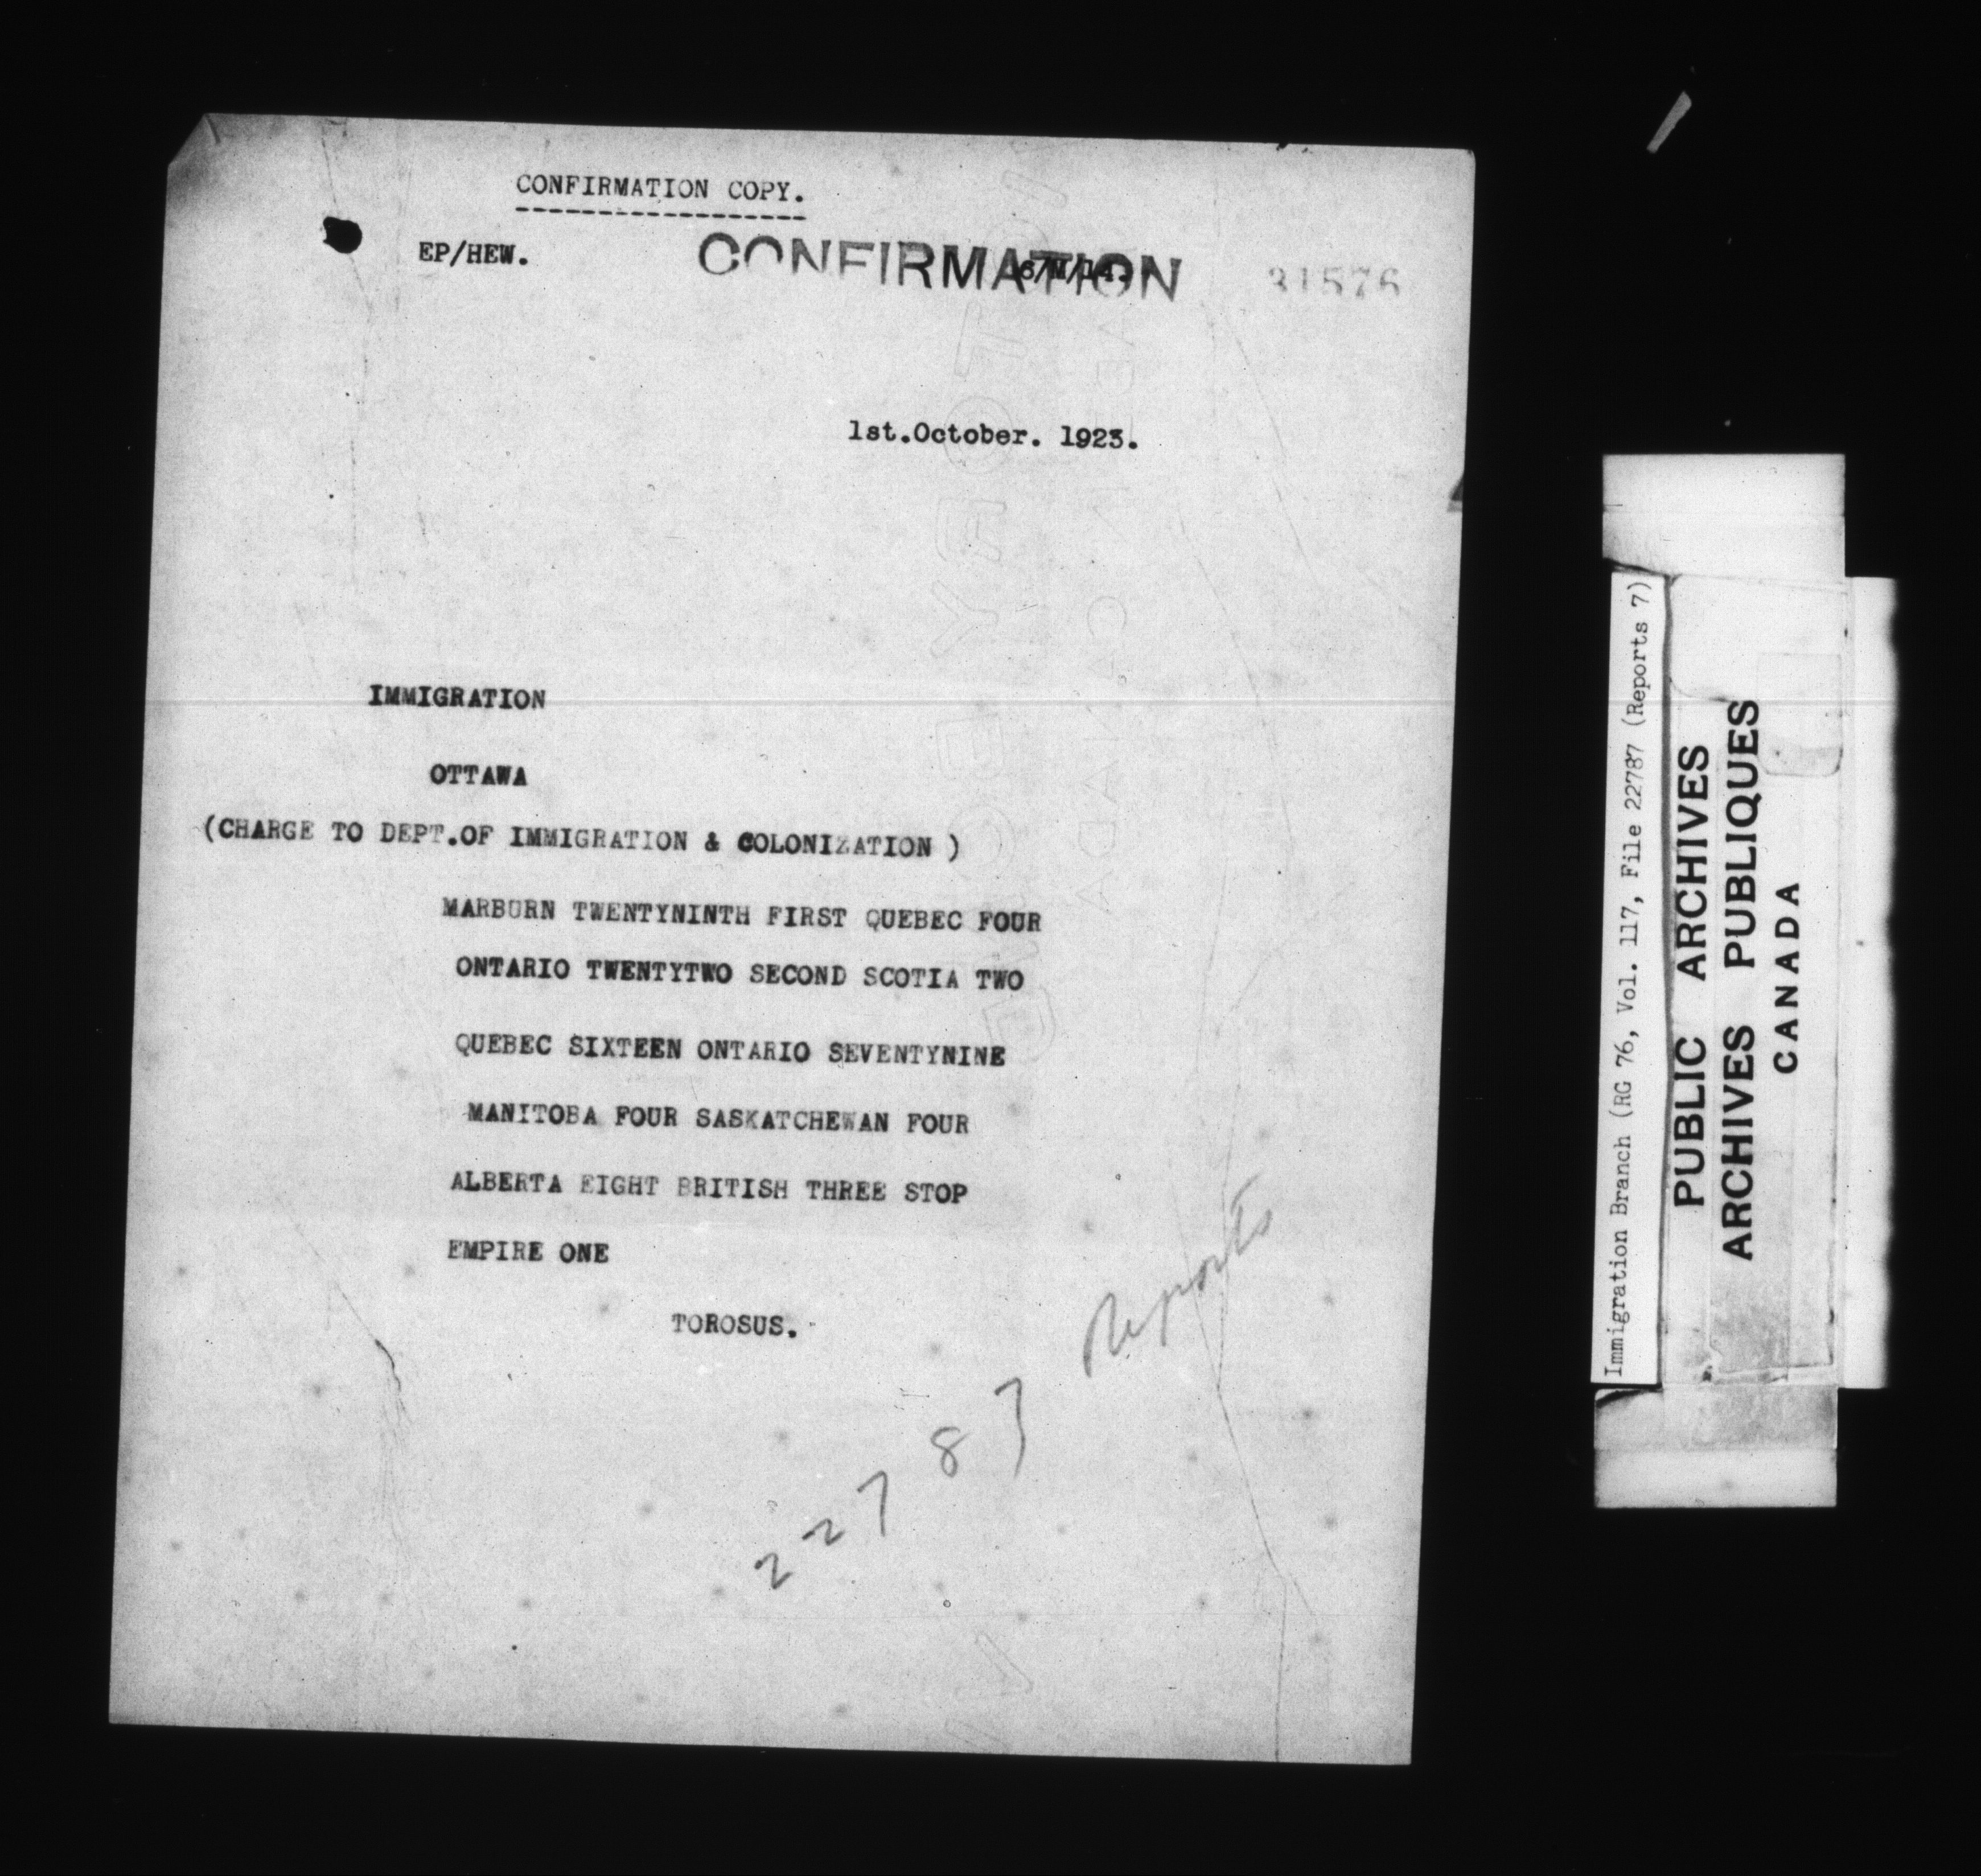 CONFIRMATION COPY.
EP/HEW.
CONFIRMATION
31576
1st.October. 1923.
IMMIGRATION
OTTAWA
(CHARGE TO DEPT.OF IMMIGRATION & COLONIZATION )
MARBURN TWENTYNINTH FIRST QUEBEC FOUR
ONTARIO TWENTYTWO SECOND SCOTIA TWO
QUEBEC SIXTEEN ONTARIO SEVENTYNINE
MANITOBA FOUR SASKATCHEWAN FOUR
ALBERTA EIGHT BRITISH THREE STOP
EMPIRE ONE
TOROSUS.
Reports
22787
Immigration Branch (RG 76, Vol. 117, File 22787 (Reports 7)
PUBLIC ARCHIVES
ARCHIVES PUBLIQUES
CANADA